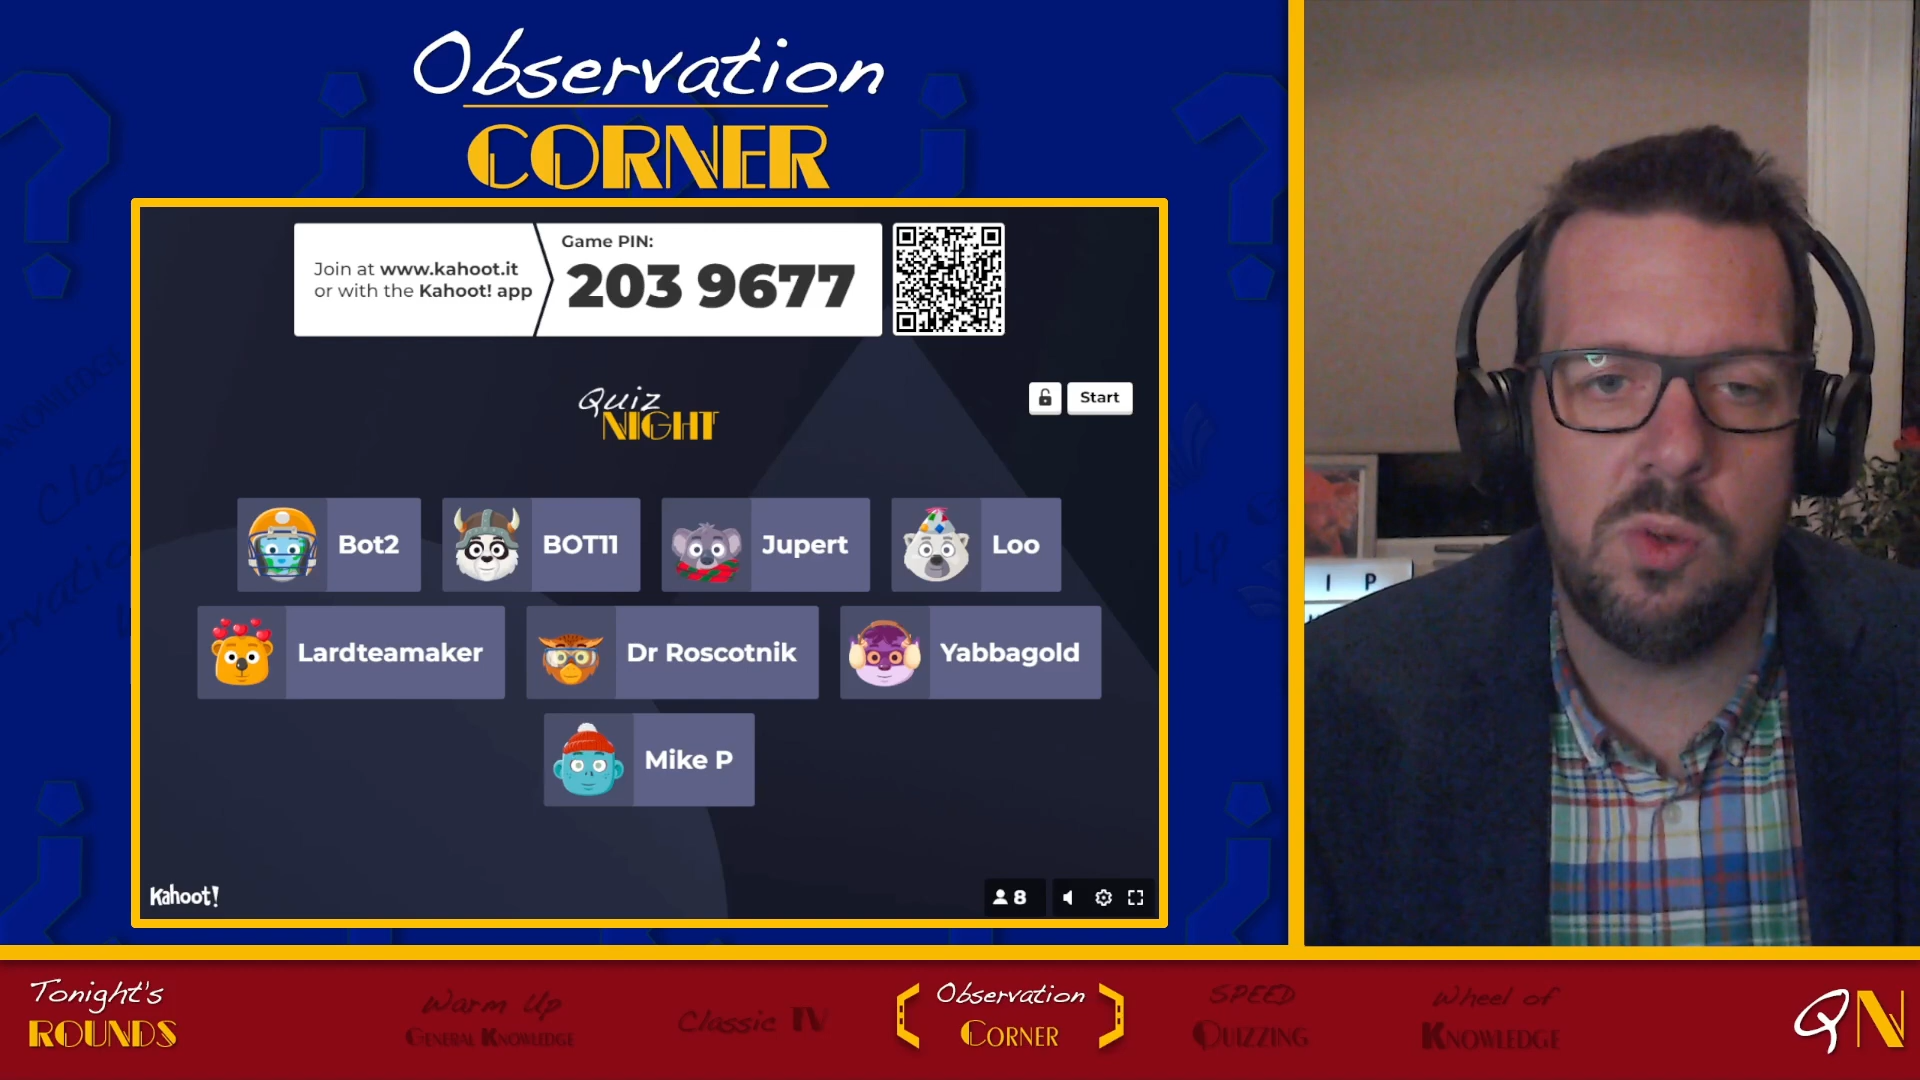 Observation
CORNER
Join at www.kahoot.it
or with the Kahoot! app
Game PIN:
203 9677
Quiz
NIGHT
Start
Bot2
BOT11
Jupert
Loo
Lardteamaker
Dr Roscotnik
Yabbagold
Mike P
Kahoot!
8
I P
Tonight's
ROUNDS
Warm Up
GENERAL KNOWLEDGE
Classic TV
Observation
CORNER
SPEED
QUIZZING
Wheel of
KNOWLEDGE
QN